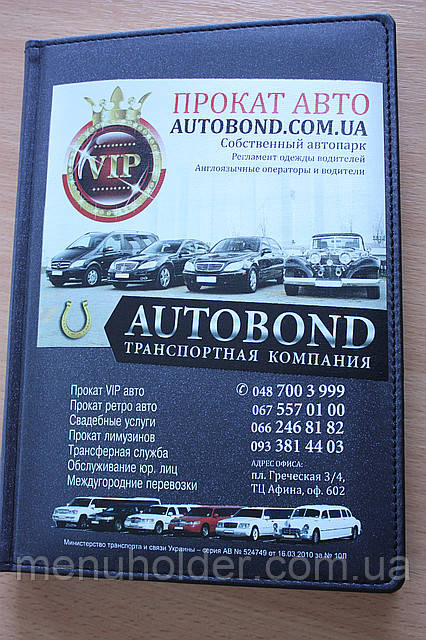 VIP
ПРОКАТ АВТО
AUTOBOND.COM.UA
Собственный автопарк
Регламент одежды водителей
Англоязычные операторы и водители
AUTOBOND
ТРАНСПОРТНАЯ КОМПАНИЯ
Прокат VIP авто
Прокат ретро авто
Свадебные услуги
Прокат лимузинов
Трансферная служба
Обслуживание юр. лиц
Междугородние перевозки
048 700 3 999
067 557 01 00
066 246 81 82
093 381 44 03
АДРЕС ОФИСА:
пл. Греческая 3/4,
ТЦ Афина, оф. 602
Министерство транспорта и связи Украины – серия АВ № 524749 от 16.03.2010 за № 10Л
menuholder.com.ua